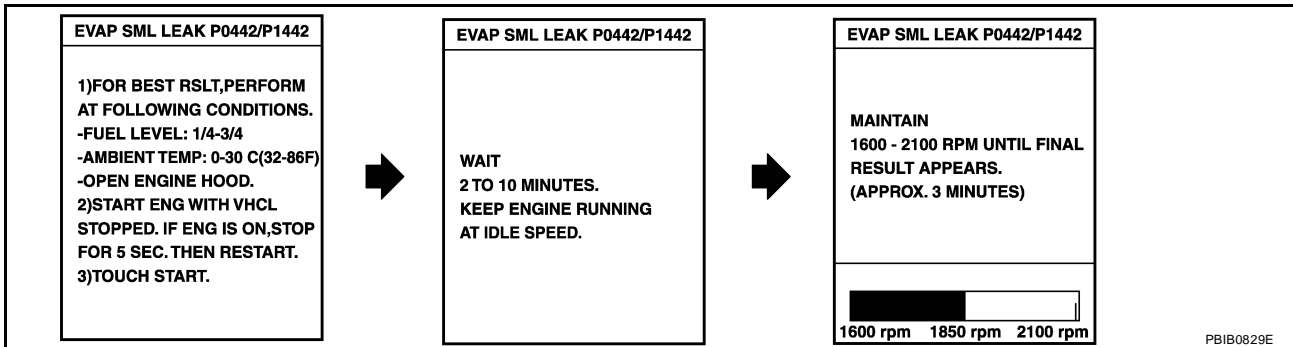 EVAP SML LEAK P0442/P1442
1)FOR BEST RSLT,PERFORM
AT FOLLOWING CONDITIONS.
-FUEL LEVEL: 1/4-3/4
-AMBIENT TEMP: 0-30 C(32-86F)
-OPEN ENGINE HOOD.
2)START ENG WITH VHCL
STOPPED. IF ENG IS ON,STOP
FOR 5 SEC. THEN RESTART.
3)TOUCH START.
EVAP SML LEAK P0442/P1442
WAIT
2 TO 10 MINUTES.
KEEP ENGINE RUNNING
AT IDLE SPEED.
EVAP SML LEAK P0442/P1442
MAINTAIN
1600 - 2100 RPM UNTIL FINAL
RESULT APPEARS.
(APPROX. 3 MINUTES)
1600 rpm 1850 rpm 2100 rpm
PBIB0829E